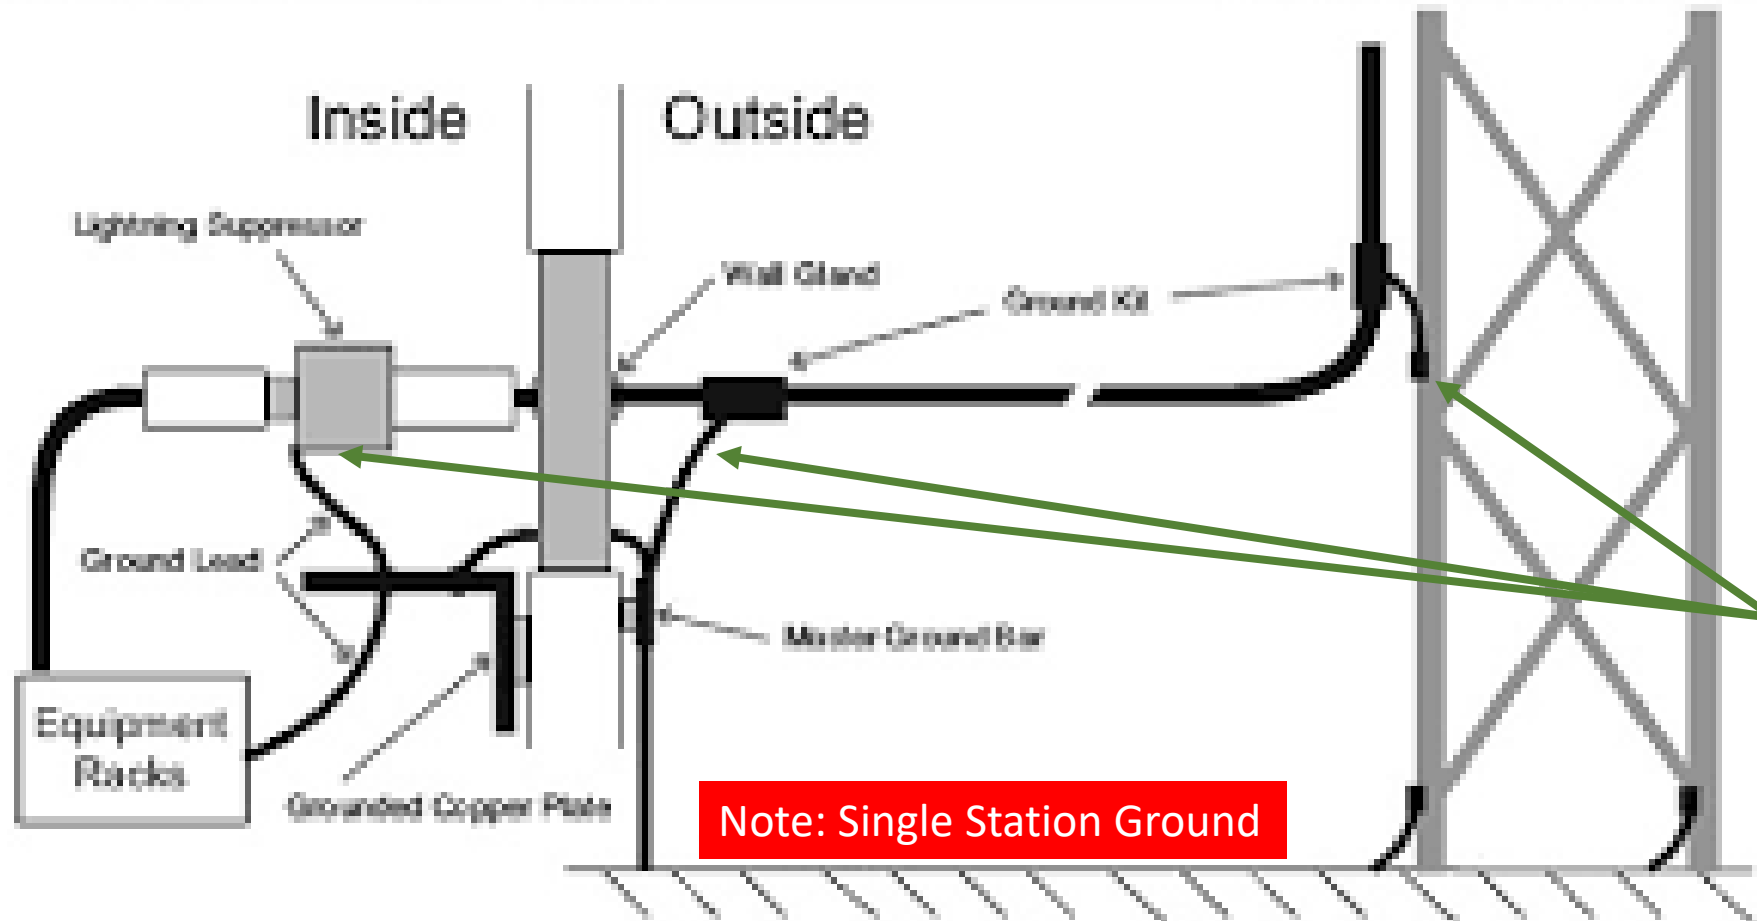 Inside
Outside
Lightning Suppressor
Wall Gland
Ground Kit
Ground Lead
Master Ground Bar
Equipment
Racks
Grounded Copper Plate
Note: Single Station Ground